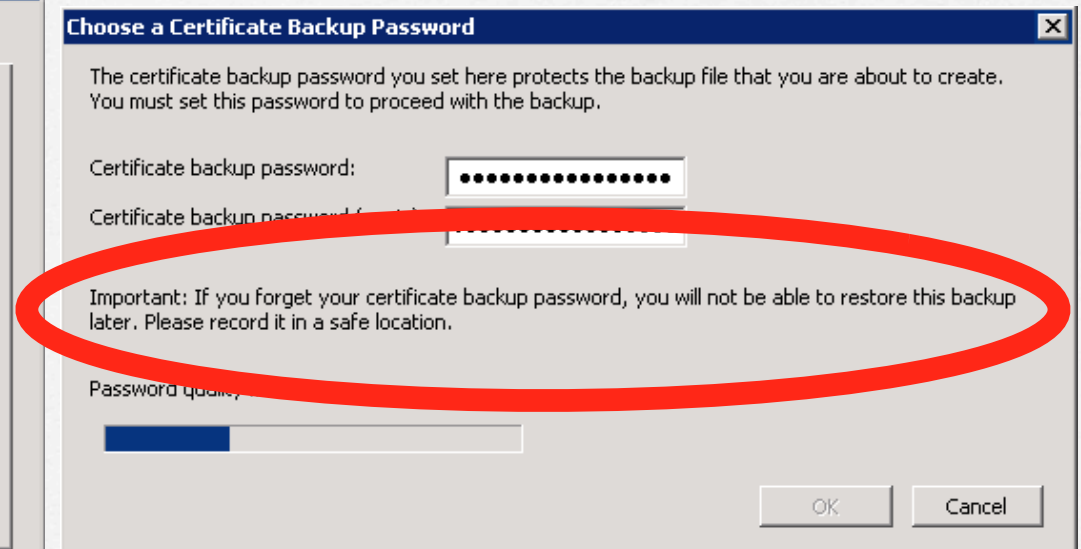 Choose a Certificate Backup Password
The certificate backup password you set here protects the backup file that you are about to create.
You must set this password to proceed with the backup.
Certificate backup password:
Certificate backup password
Important: If you forget your certificate backup password, you will not be able to restore this backup
later. Please record it in a safe location.
Password quality
OK
Cancel